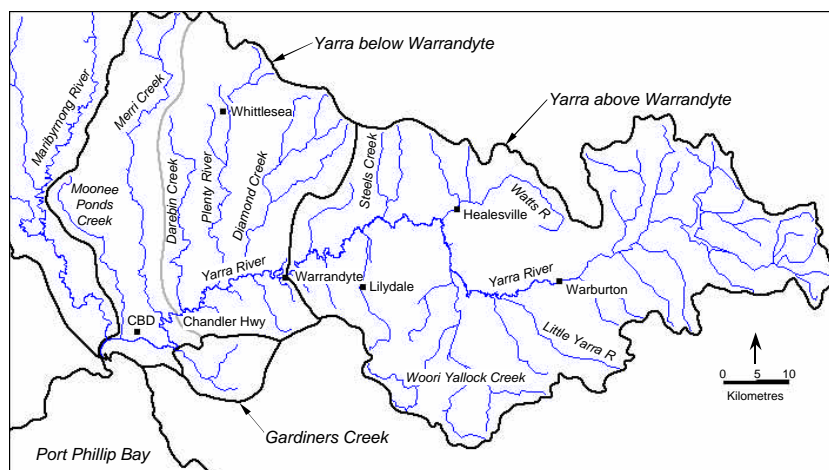 Yarra below Warrandyte
Maribyrnong River
Merri Creek
Whittlesea
Yarra above Warrandyte
Darebin Creek
Plenty River
Diamond Creek
Steels Creek
Moonee
Ponds
Creek
Watts R
Healesville
Yarra River
Warrandyte
Lilydale
Yarra River
Warburton
CBD
Chandler Hwy
Little Yarra R
Woori Yallock Creek
0 5 10
Kilometres
Gardiners Creek
Port Phillip Bay